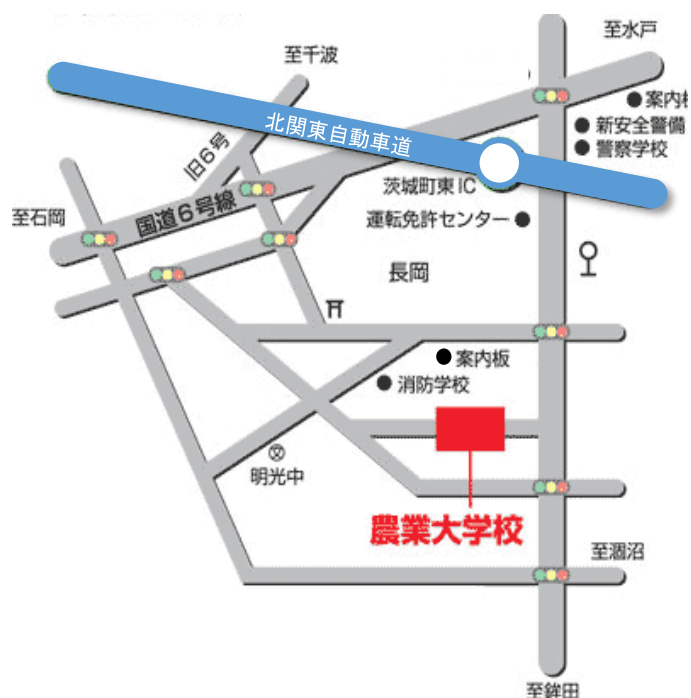 至水戸
至千波
案内
新安全警備
警察学校
北関東自動車道
旧6号
茨城町東IC
国道6号線
至石岡
運転免許センター
長岡
案内板
消防学校
文
明光中
農業大学校
至涸沼
至鉾田